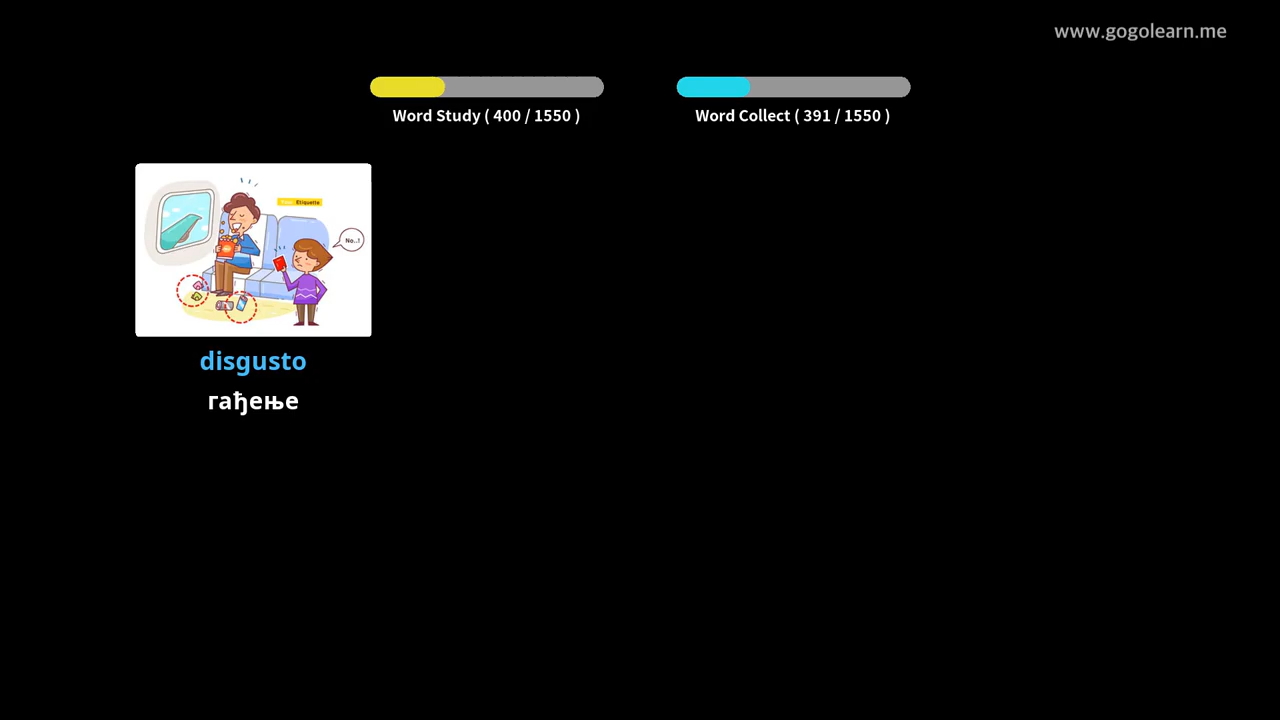 www.gogolearn.me
Word Study ( 400 / 1550 )
Word Collect ( 391 / 1550 )
Etiquette
No..!
disgusto
гађење